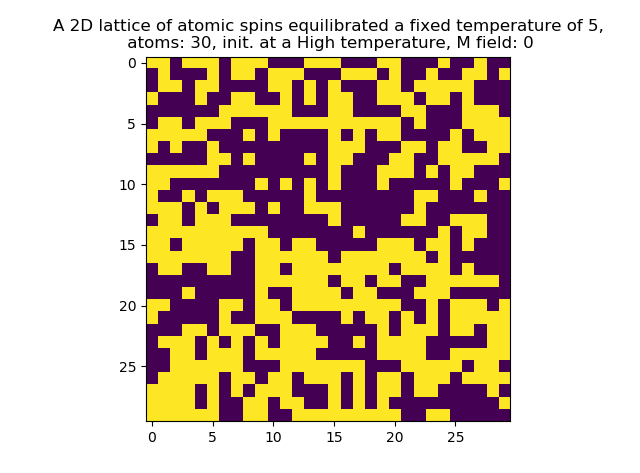 A 2D lattice of atomic spins equilibrated a fixed temperature of 5,
atoms: 30, init. at a High temperature, M field: 0
0
5
10
15
20
25
0 5 10 15 20 25